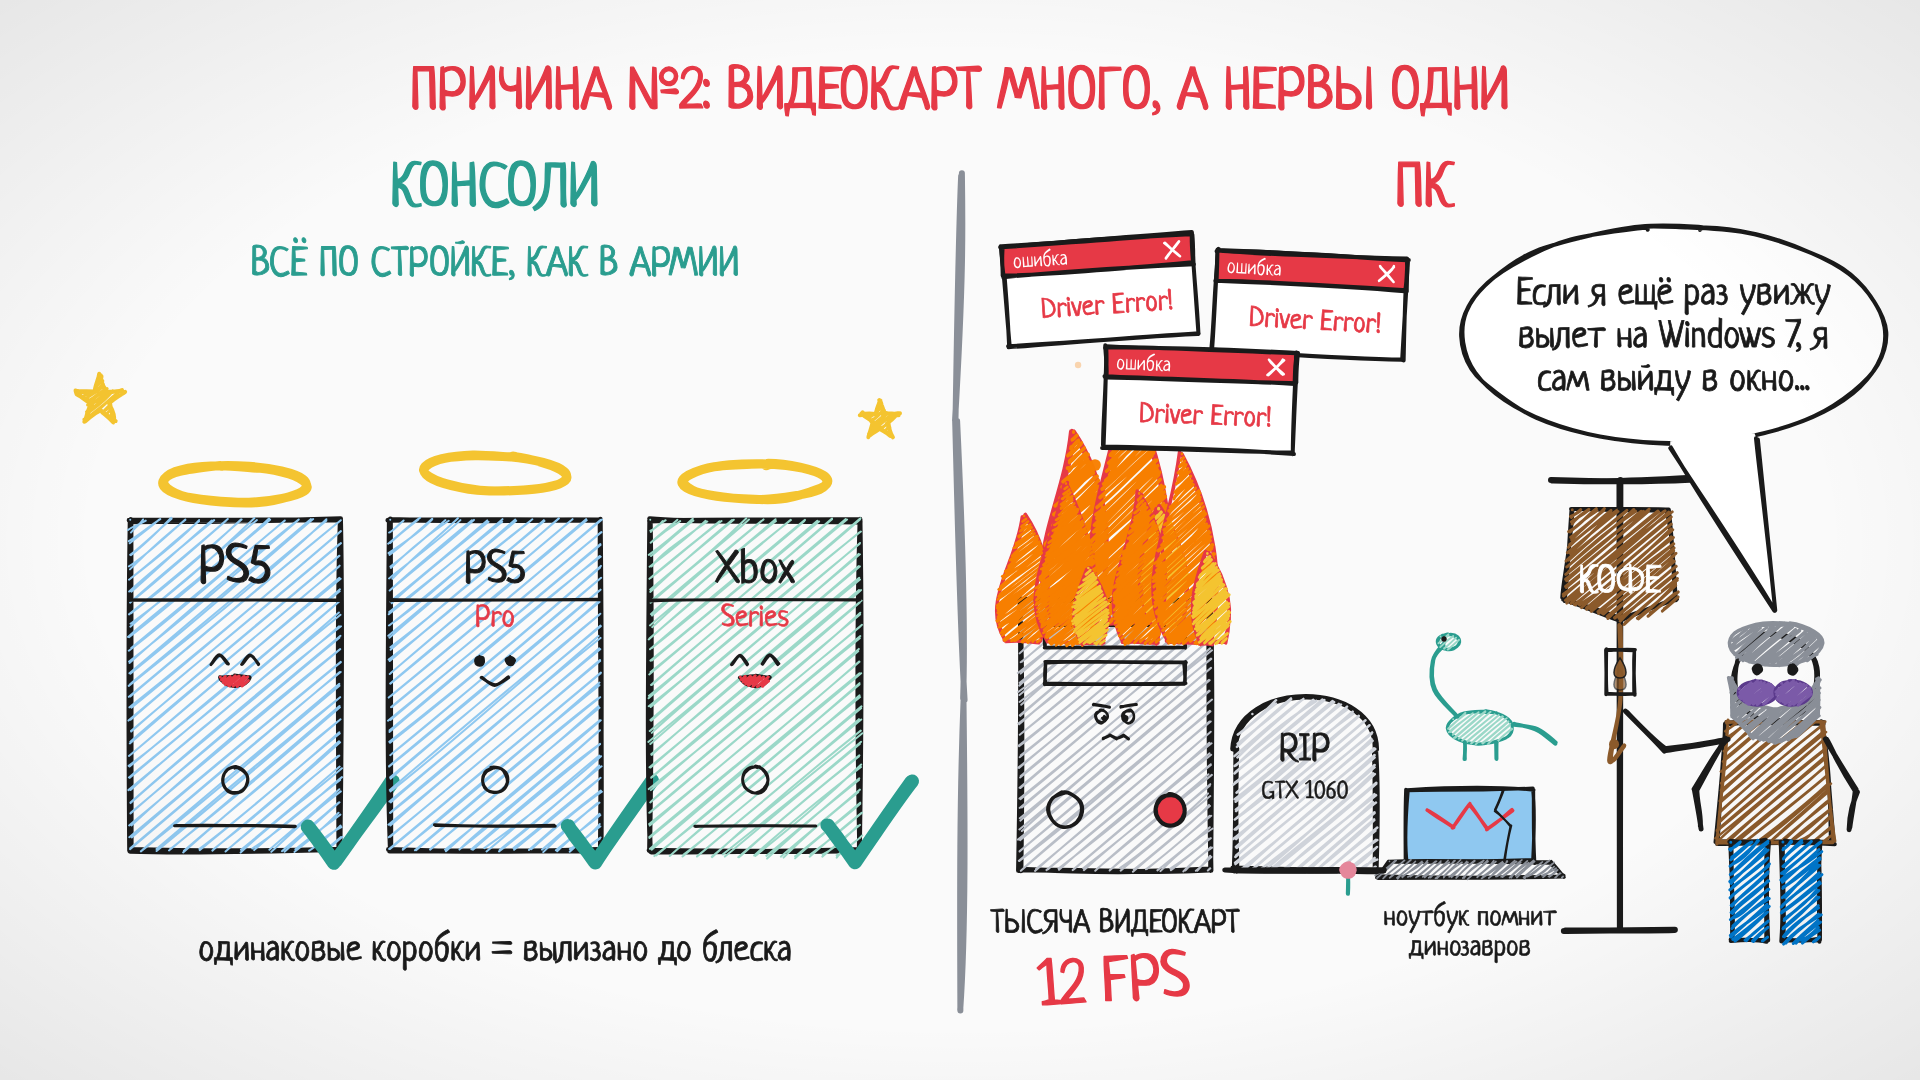 ПРИЧИНА №2: ВИДЕОКАРТ МНОГО, А НЕРВЫ ОДНИ
КОНСОЛИ
ВСЁ ПО СТРОЙКЕ, КАК В АРМИИ
PS5
PS5
Pro
Xbox
Series
одинаковые коробки = вылизано до блеска
ПК
ошибка
Driver Error!
ошибка
Driver Error!
ошибка
Driver Error!
Если я ещё раз увижу
вылет на Windows 7, я
сам выйду в окно...
КОФЕ
RIP
GTX 1060
ТЫСЯЧА ВИДЕОКАРТ
12 FPS
ноутбук помнит
динозавров